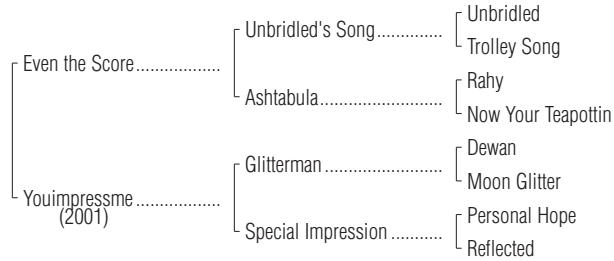 Unbridled
Unbridled's Song..............
Trolley Song
Even the Score..................
Rahy
Ashtabula..........................
Now Your Teapottin
Dewan
Glitterman.........................
Moon Glitter
Youimpressme..................
(2001)
Personal Hope
Special Impression...........
Reflected